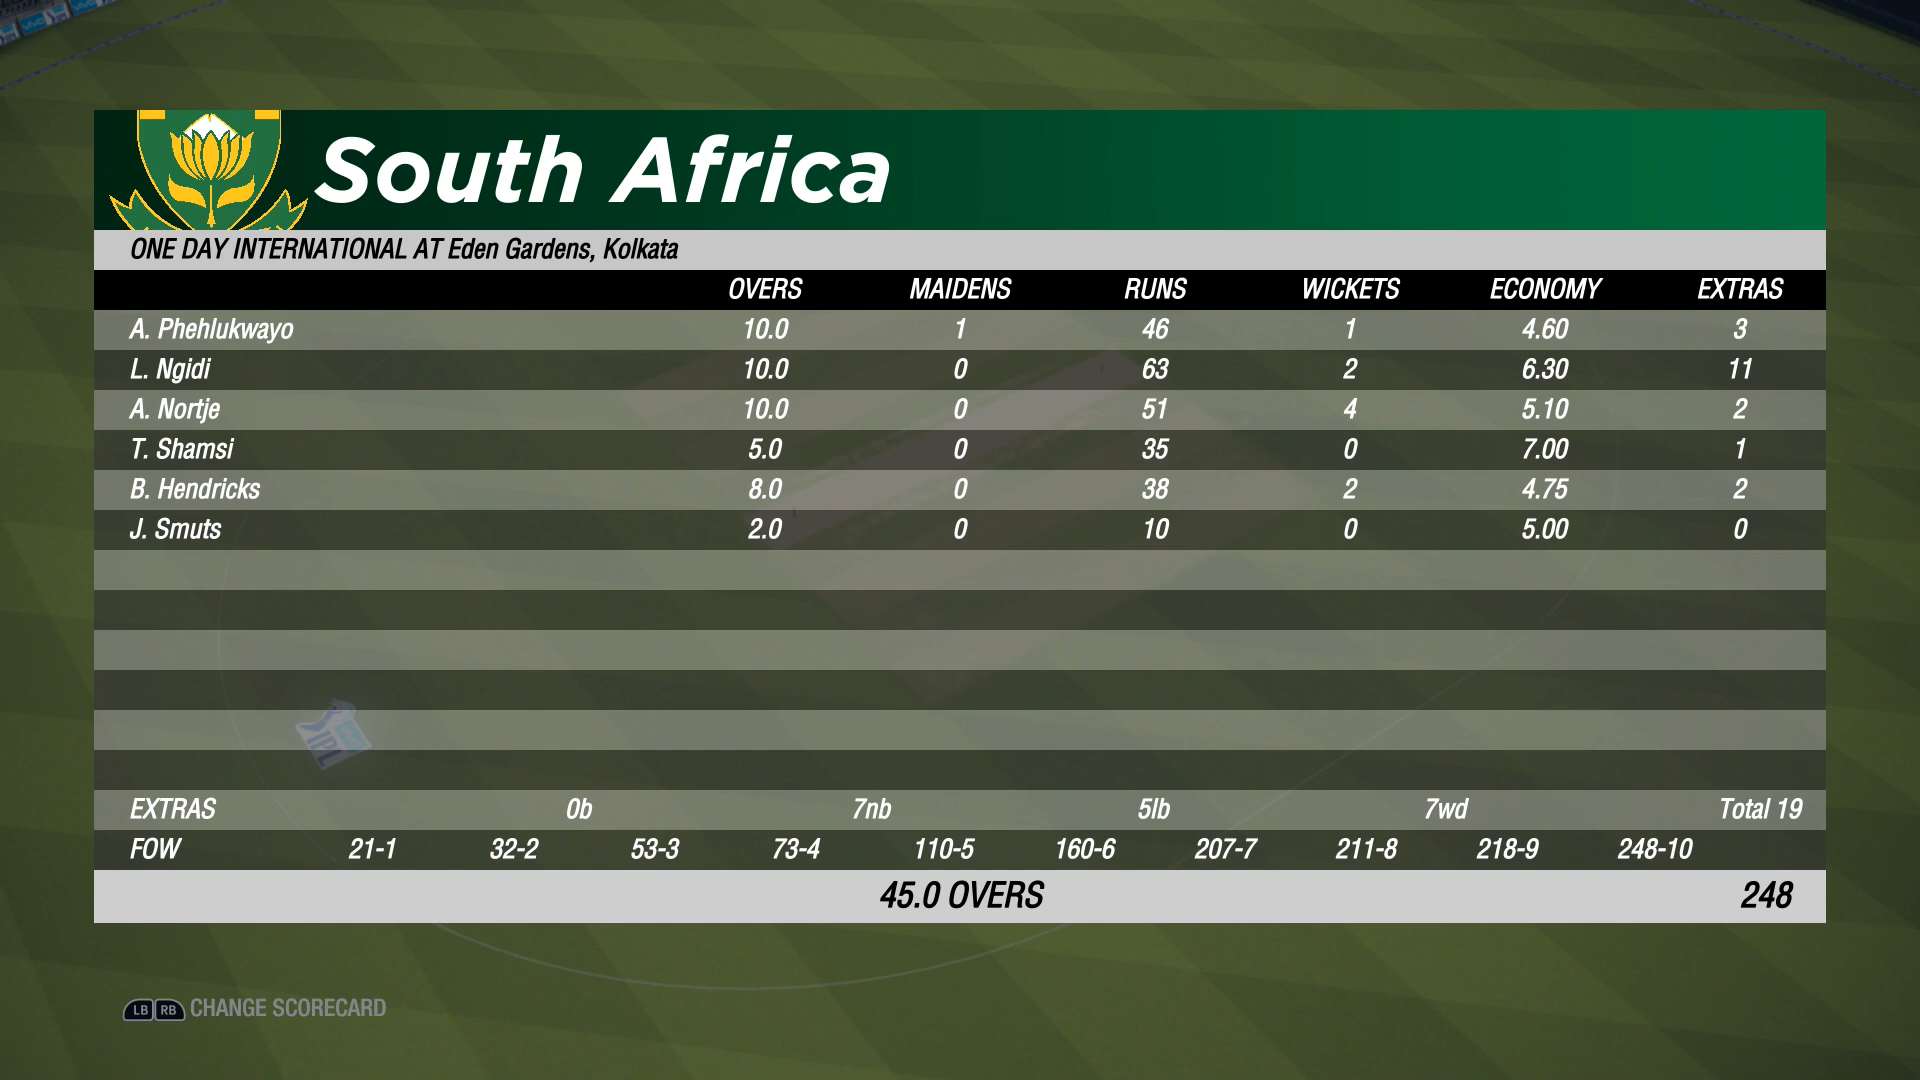 South Africa
ONE DAY INTERNATIONAL AT Eden Gardens, Kolkata
OVERS MAIDENS RUNS WICKETS ECONOMY EXTRAS
A. Phehlukwayo 10.0 1 46 1 4.60 3
L. Ngidi 10.0 0 63 2 6.30 11
A. Nortje 10.0 0 51 4 5.10 2
T. Shamsi 5.0 0 35 0 7.00 1
B. Hendricks 8.0 0 38 2 4.75 2
J. Smuts 2.0 0 10 0 5.00 0
IPL
EXTRAS 0b 7nb 5lb 7wd Total 19
FOW 21-1 32-2 53-3 73-4 110-5 160-6 207-7 211-8 218-9 248-10
45.0 OVERS 248
LB RB CHANGE SCORECARD